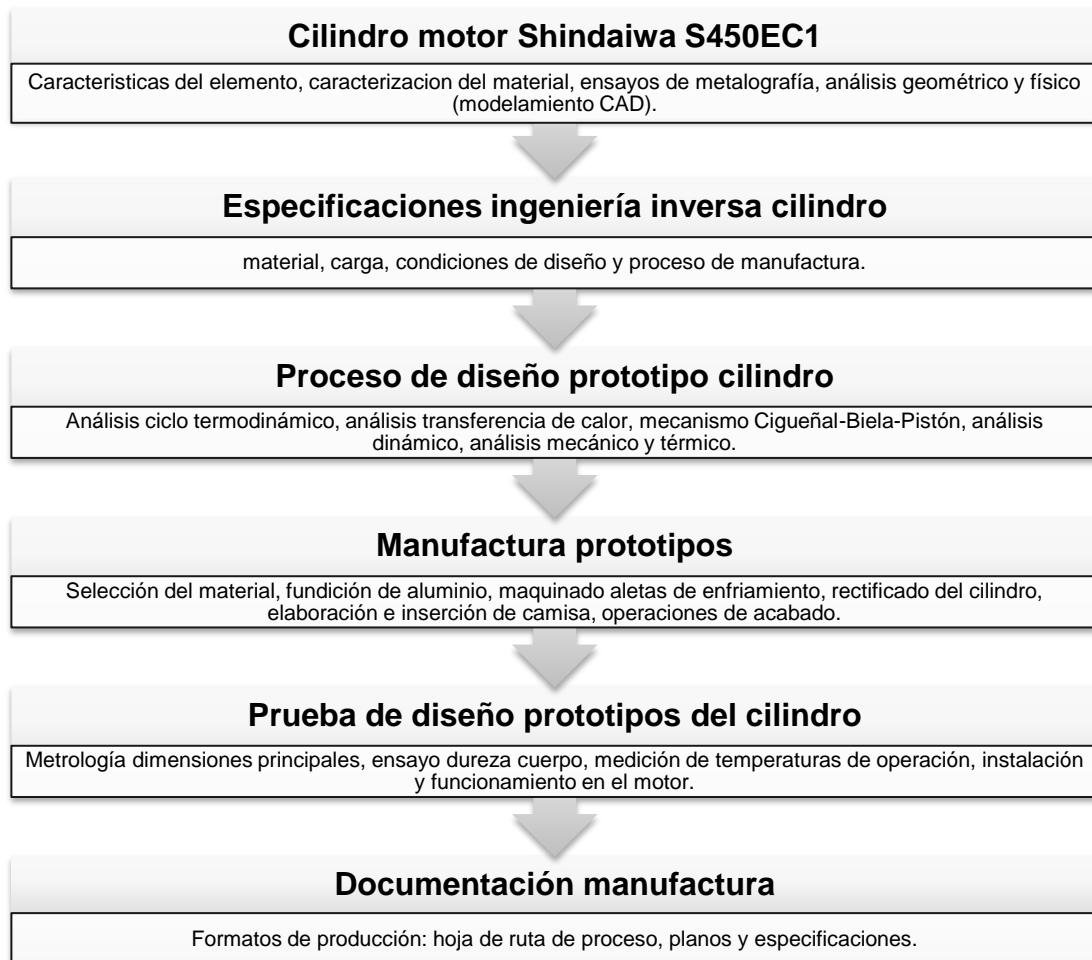 Cilindro motor Shindaiwa S450EC1
Caracteristicas del elemento, caracterizacion del material, ensayos de metalografía, análisis geométrico y físico
(modelamiento CAD).
Especificaciones ingeniería inversa cilindro
material, carga, condiciones de diseño y proceso de manufactura.
Proceso de diseño prototipo cilindro
Análisis ciclo termodinámico, análisis transferencia de calor, mecanismo Cigueñal-Biela-Pistón, análisis
dinámico, análisis mecánico y térmico.
Manufactura prototipos
Selección del material, fundición de aluminio, maquinado aletas de enfriamiento, rectificado del cilindro,
elaboración e inserción de camisa, operaciones de acabado.
Prueba de diseño prototipos del cilindro
Metrología dimensiones principales, ensayo dureza cuerpo, medición de temperaturas de operación, instalación
y funcionamiento en el motor.
Documentación manufactura
Formatos de producción: hoja de ruta de proceso, planos y especificaciones.